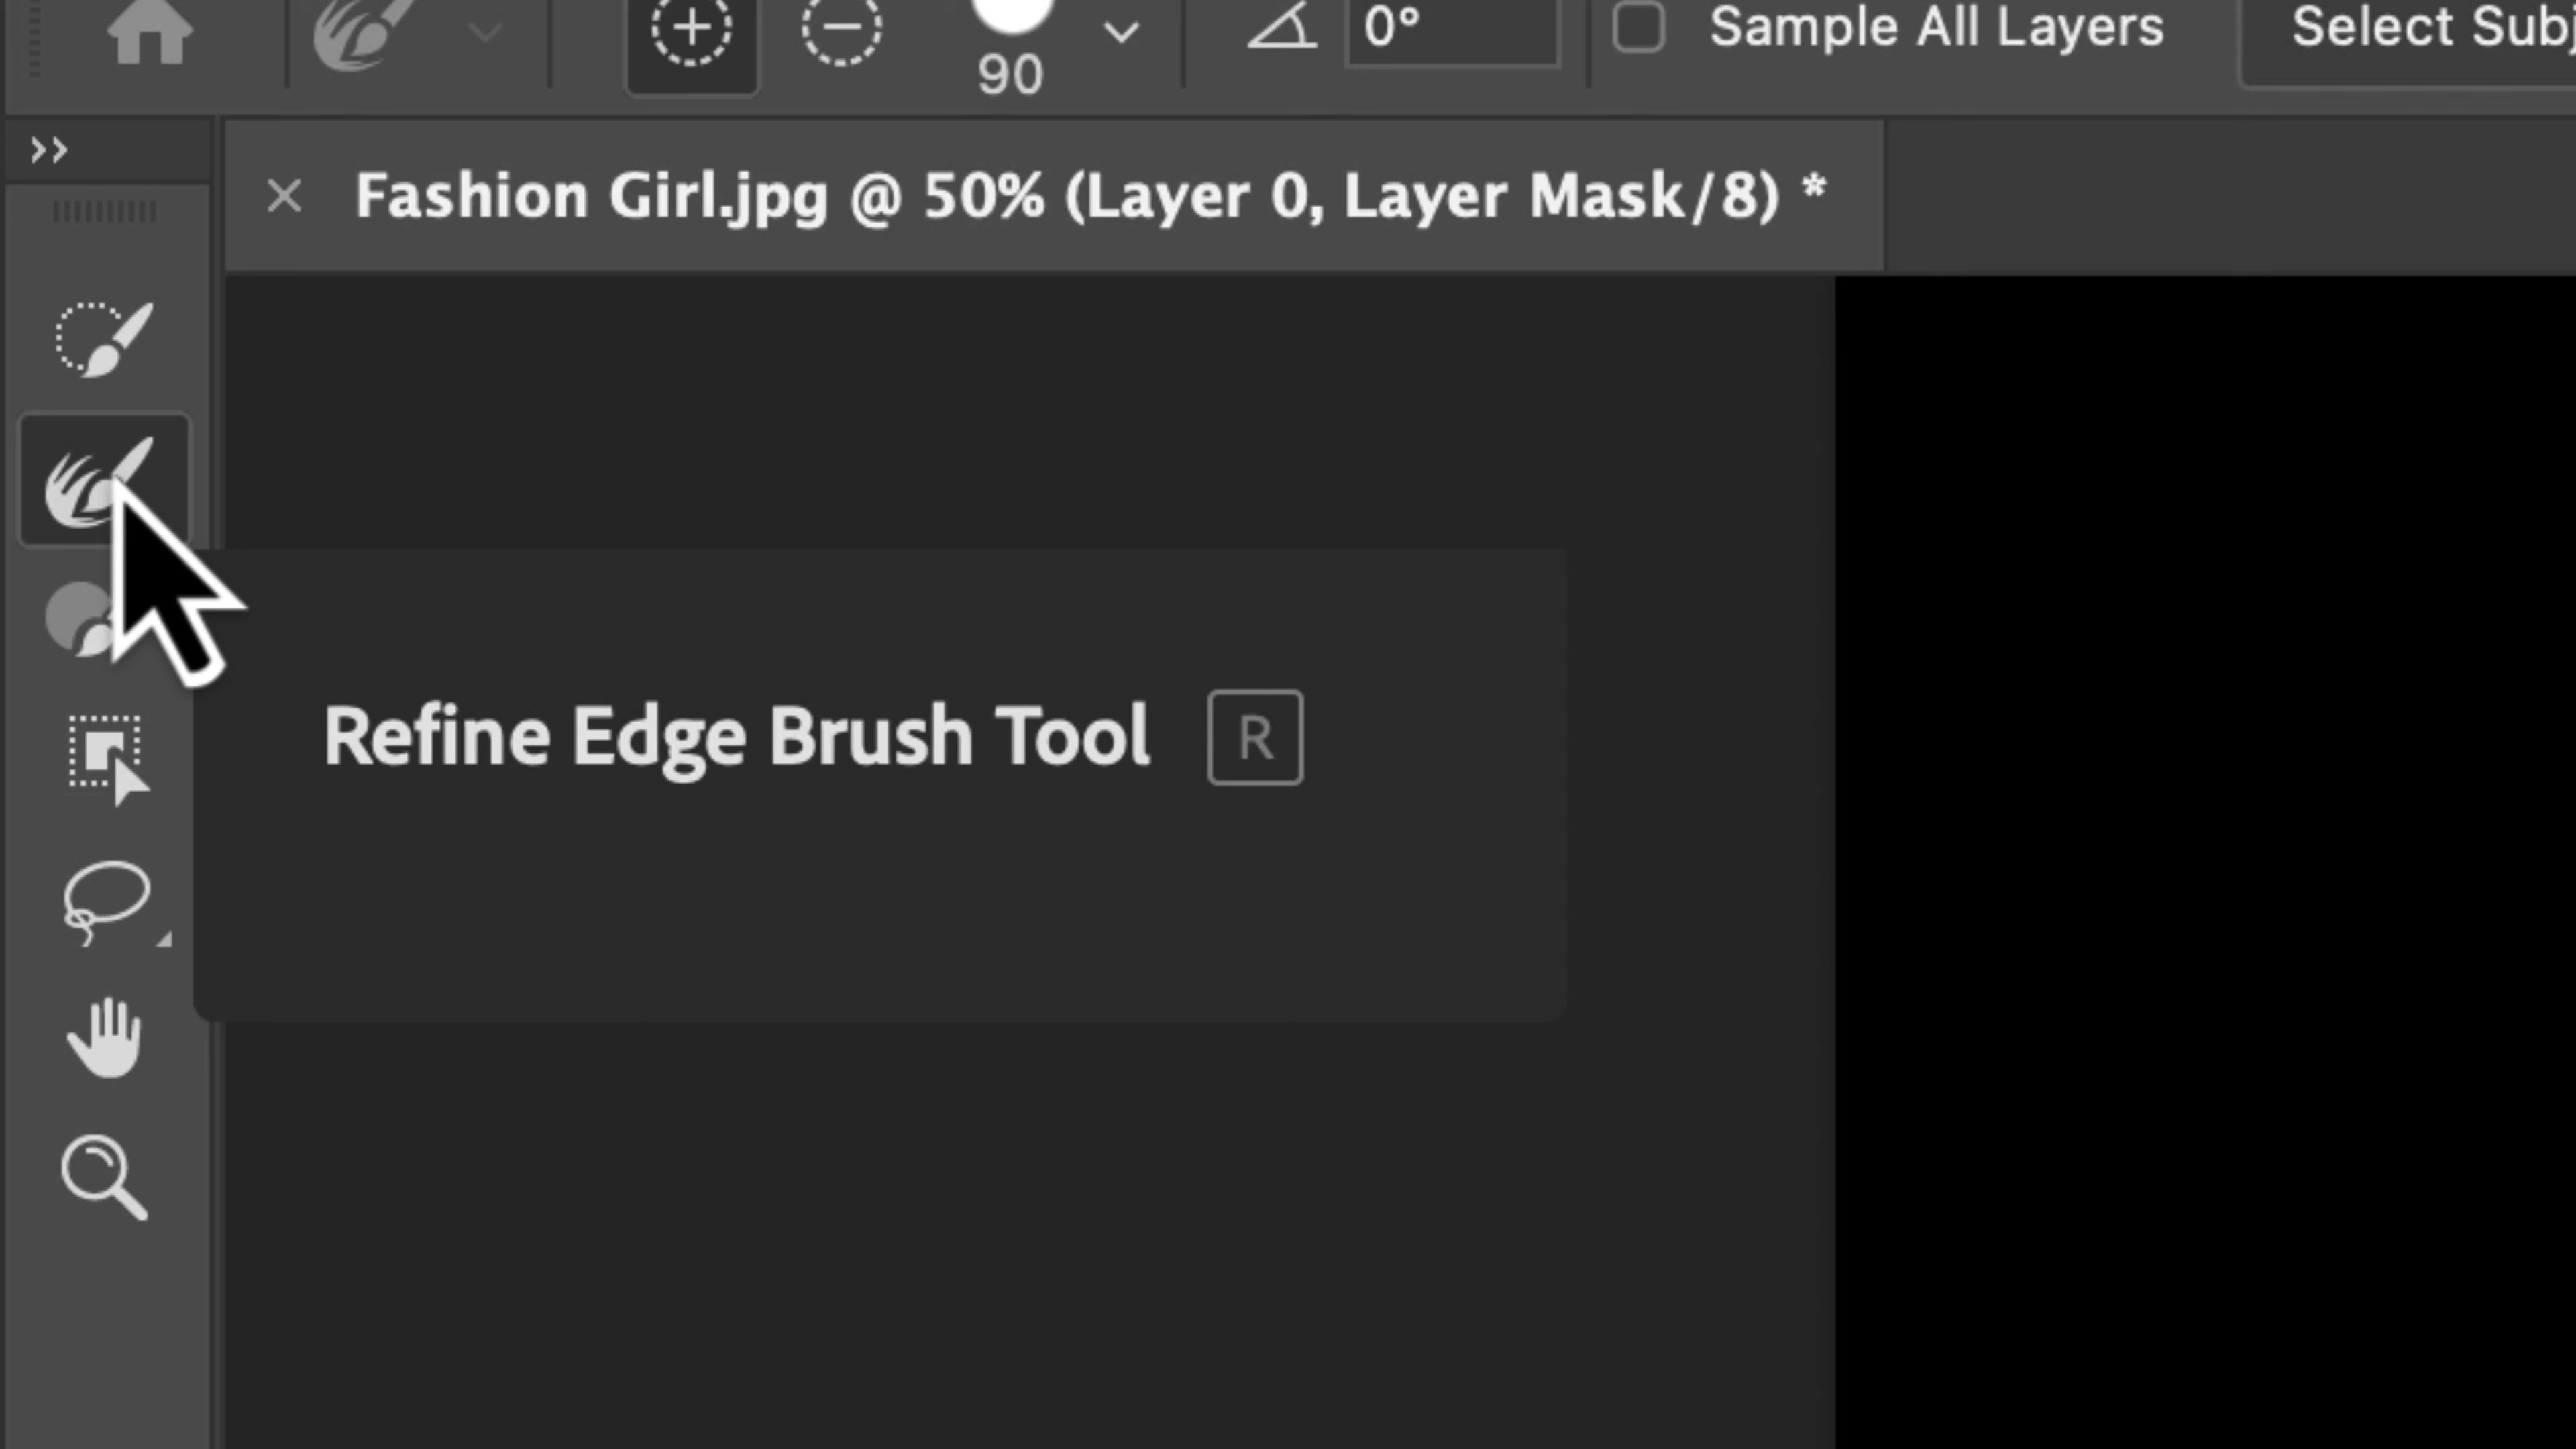 90
0°
Sample All Layers
Select Subj
Fashion Girl.jpg @ 50% (Layer 0, Layer Mask/8) *
Refine Edge Brush Tool R